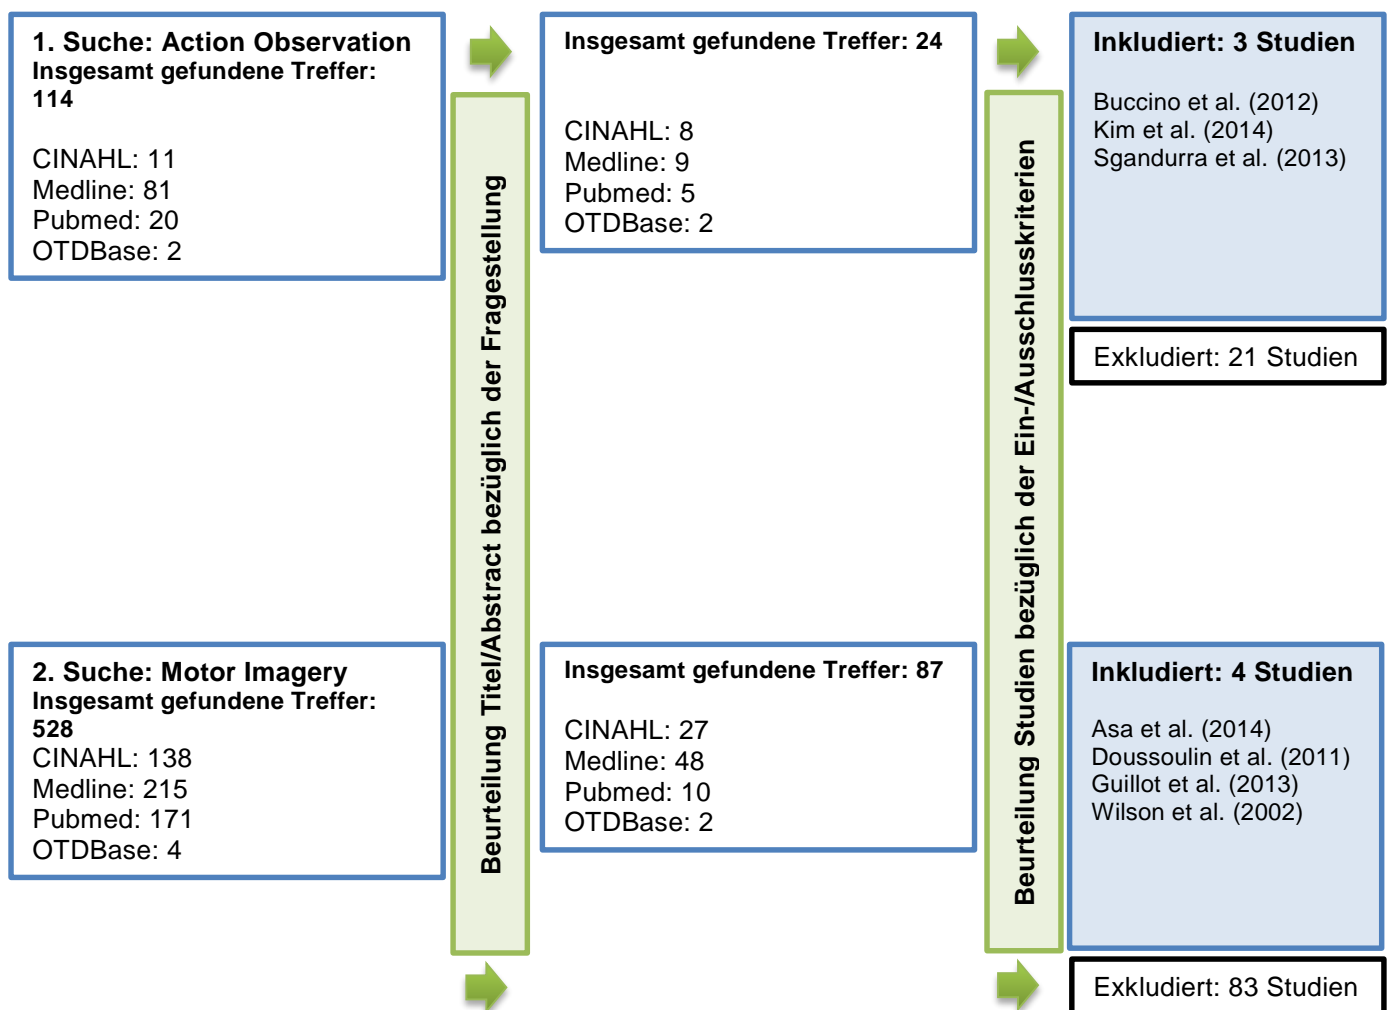 1. Suche: Action Observation
Insgesamt gefundene Treffer:
114
CINAHL: 11
Medline: 81
Pubmed: 20
OTDBase: 2
Beurteilung Titel/Abstract bezüglich der Fragestellung
Insgesamt gefundene Treffer: 24
CINAHL: 8
Medline: 9
Pubmed: 5
OTDBase: 2
Beurteilung Studien bezüglich der Ein-/Ausschlusskriterien
Inkludiert: 3 Studien
Buccino et al. (2012)
Kim et al. (2014)
Sgandurra et al. (2013)
Exkludiert: 21 Studien
2. Suche: Motor Imagery
Insgesamt gefundene Treffer:
528
CINAHL: 138
Medline: 215
Pubmed: 171
OTDBase: 4
Insgesamt gefundene Treffer: 87
CINAHL: 27
Medline: 48
Pubmed: 10
OTDBase: 2
Inkludiert: 4 Studien
Asa et al. (2014)
Doussoulin et al. (2011)
Guillot et al. (2013)
Wilson et al. (2002)
Exkludiert: 83 Studien